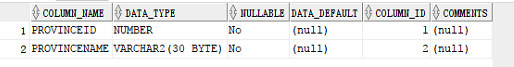 COLUMN_NAME DATA_TYPE NULLABLE DATA_DEFAULT COLUMN_ID COMMENTS
1 PROVINCEID NUMBER No (null) 1 (null)
2 PROVINCENAME VARCHAR2(30 BYTE) No (null) 2 (null)